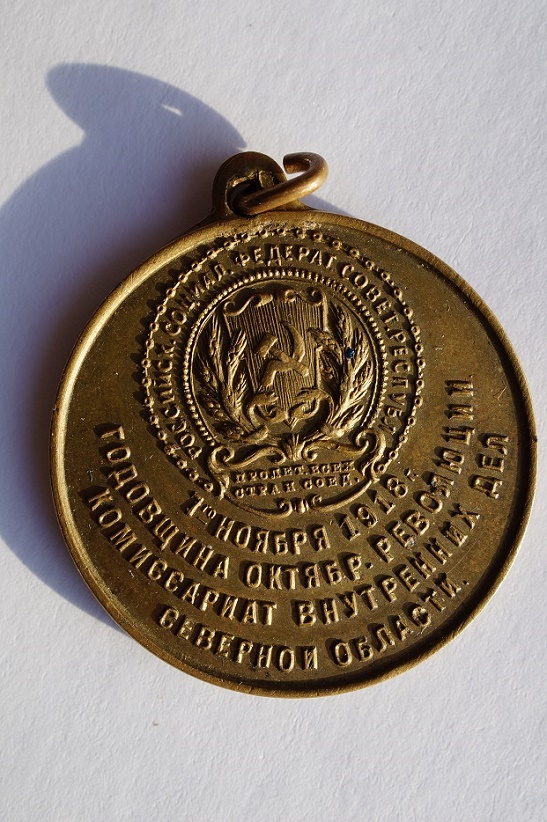 РОССІЙСК. СОЦИАЛ. ФЕДЕРАТ СОВЕТ. РЕСПУБЛ
ПРОЛЕТ. ВСЕХ
СТРАН СОЕД.
1ГО НОЯБРЯ 1918 г.
ГОДОВЩИНА ОКТЯБР. РЕВОЛЮЦИИ
КОМИССАРИАТ ВНУТРЕННИХ ДЕЛ
СЕВЕРНОЙ ОБЛАСТИ.